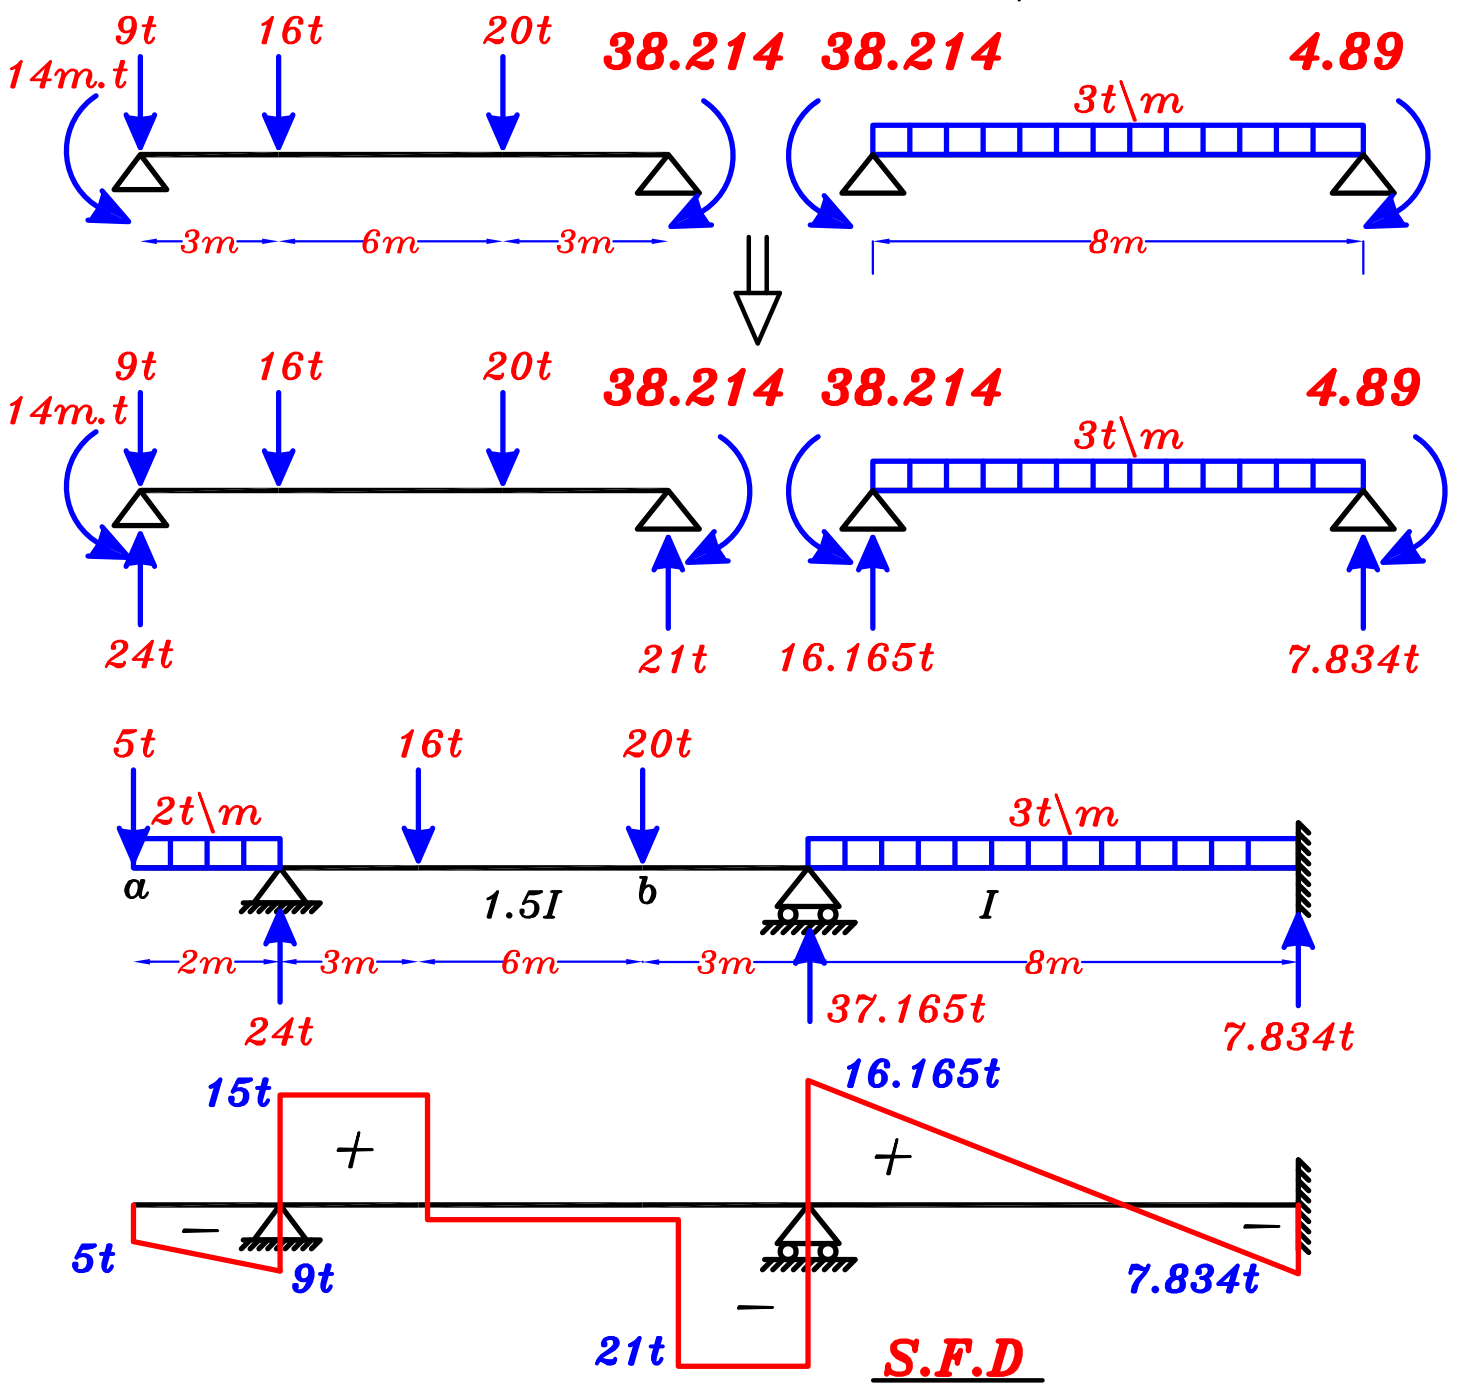 9t 16t 20t 38.214 38.214 4.89
14m.t 3t\m
3m 6m 3m 8m
9t 16t 20t 38.214 38.214 4.89
14m.t 3t\m
24t 21t 16.165t 7.834t
5t 16t 20t
2t\m 3t\m
a 1.5I b I
2m 3m 6m 3m 8m
24t 37.165t 7.834t
15t 16.165t
+ +
− −
5t 9t 7.834t
−
21t S.F.D